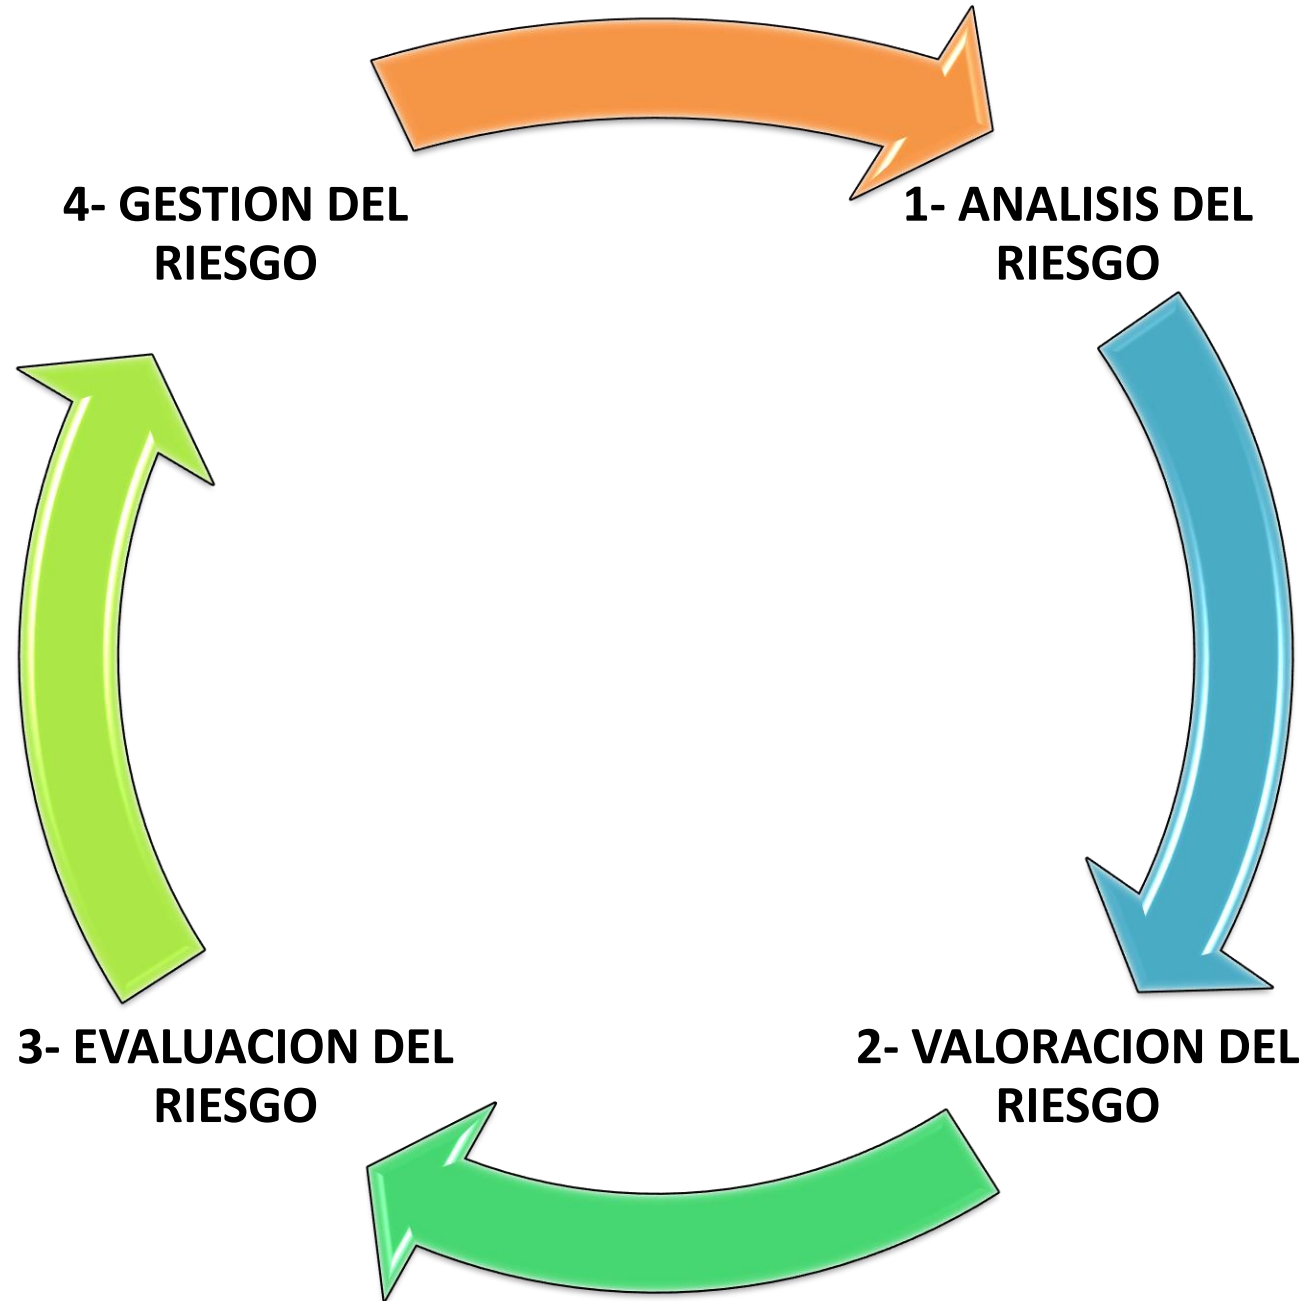 4- GESTION DEL
RIESGO
1- ANALISIS DEL
RIESGO
3- EVALUACION DEL
RIESGO
2- VALORACION DEL
RIESGO